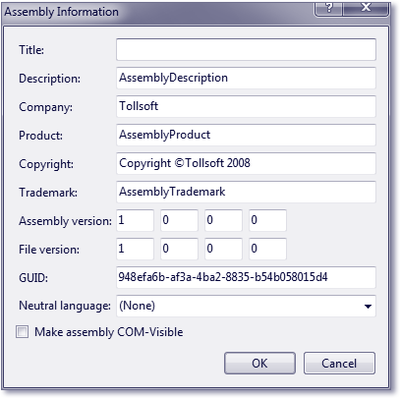 Assembly Information
Title:
Description: AssemblyDescription
Company: Tollsoft
Product: AssemblyProduct
Copyright: Copyright ©Tollsoft 2008
Trademark: AssemblyTrademark
Assembly version: 1 0 0 0
File version: 1 0 0 0
GUID: 948efa6b-af3a-4ba2-8835-b54b058015d4
Neutral language: (None)
Make assembly COM-Visible
OK Cancel